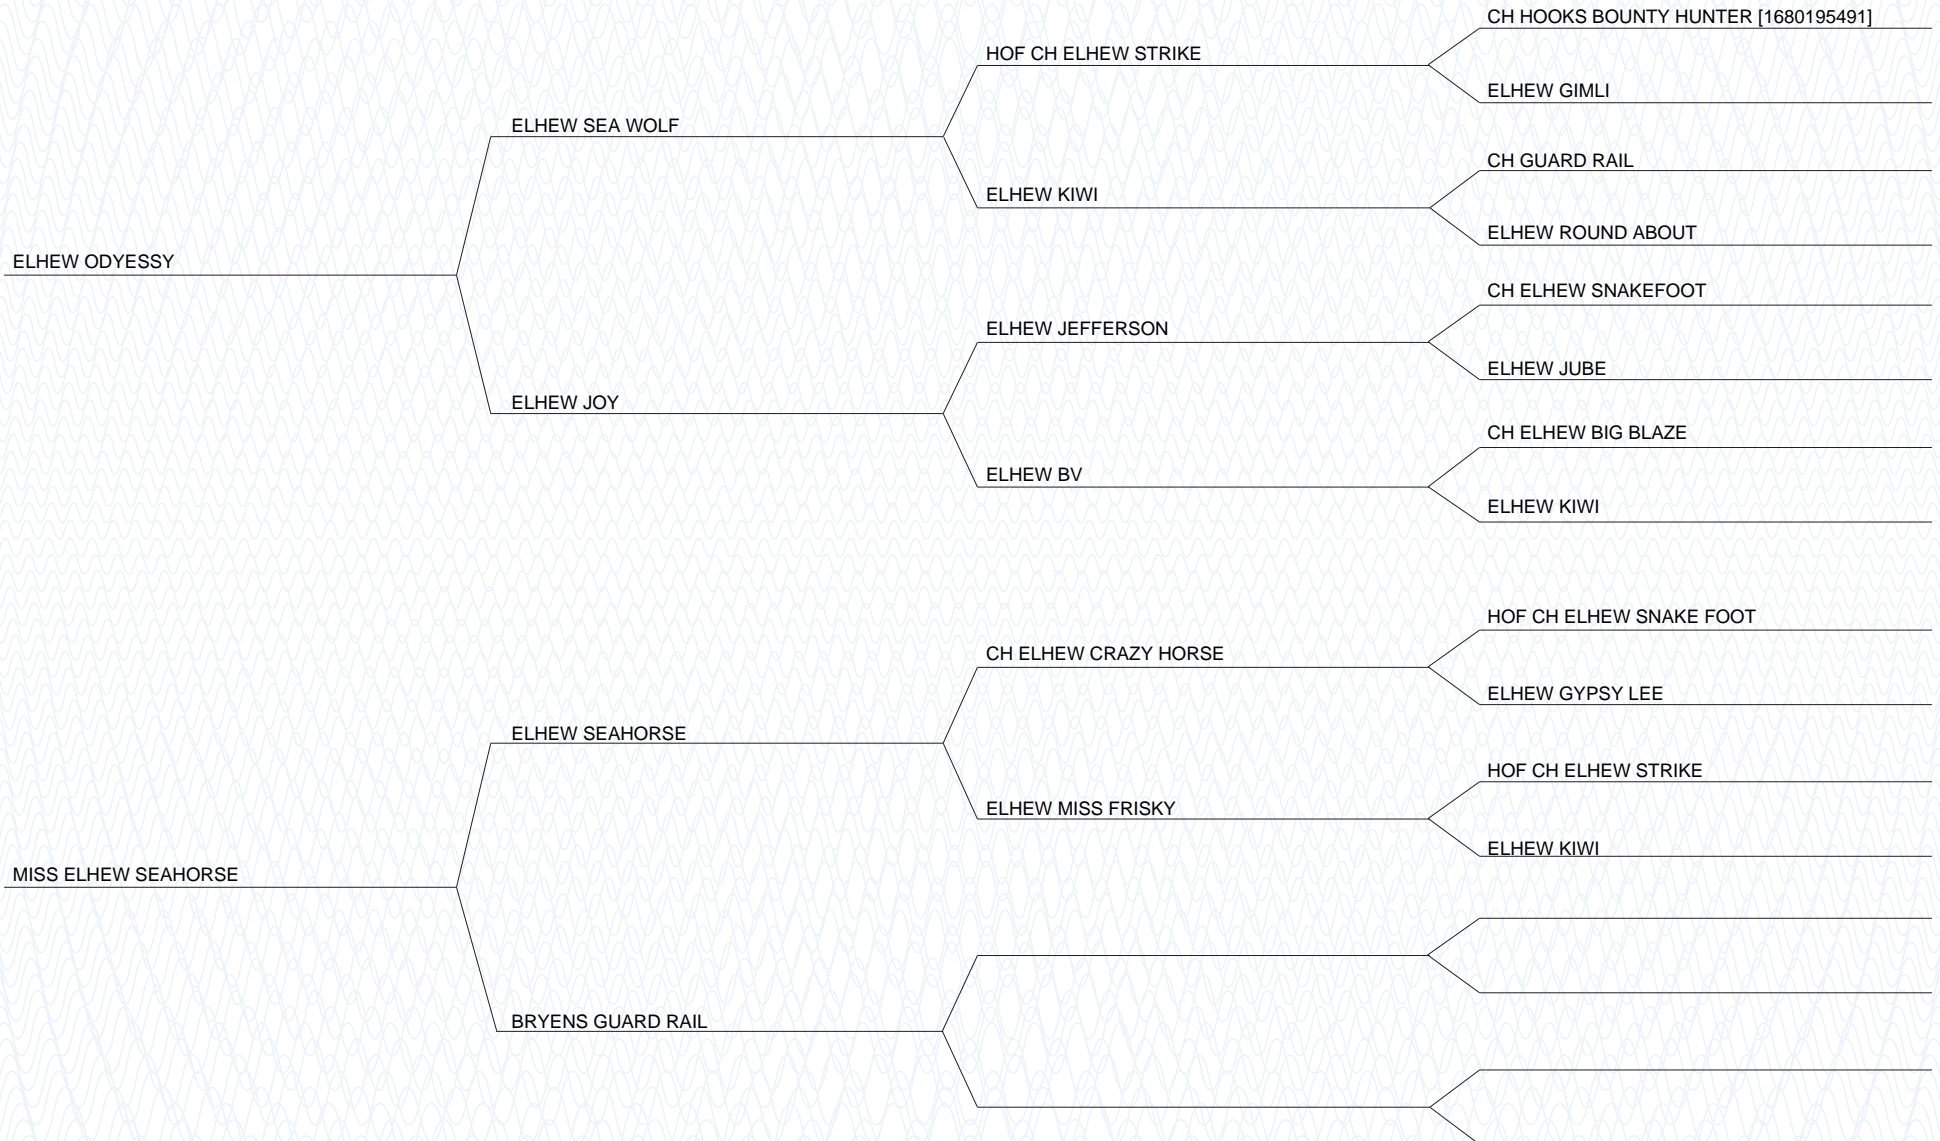 CH HOOKS BOUNTY HUNTER [1680195491]
HOF CH ELHEW STRIKE
ELHEW GIMLI
ELHEW SEA WOLF
CH GUARD RAIL
ELHEW KIWI
ELHEW ROUND ABOUT
ELHEW ODYESSY
CH ELHEW SNAKEFOOT
ELHEW JEFFERSON
ELHEW JUBE
ELHEW JOY
CH ELHEW BIG BLAZE
ELHEW BV
ELHEW KIWI
HOF CH ELHEW SNAKE FOOT
CH ELHEW CRAZY HORSE
ELHEW GYPSY LEE
ELHEW SEAHORSE
HOF CH ELHEW STRIKE
ELHEW MISS FRISKY
ELHEW KIWI
MISS ELHEW SEAHORSE
BRYENS GUARD RAIL